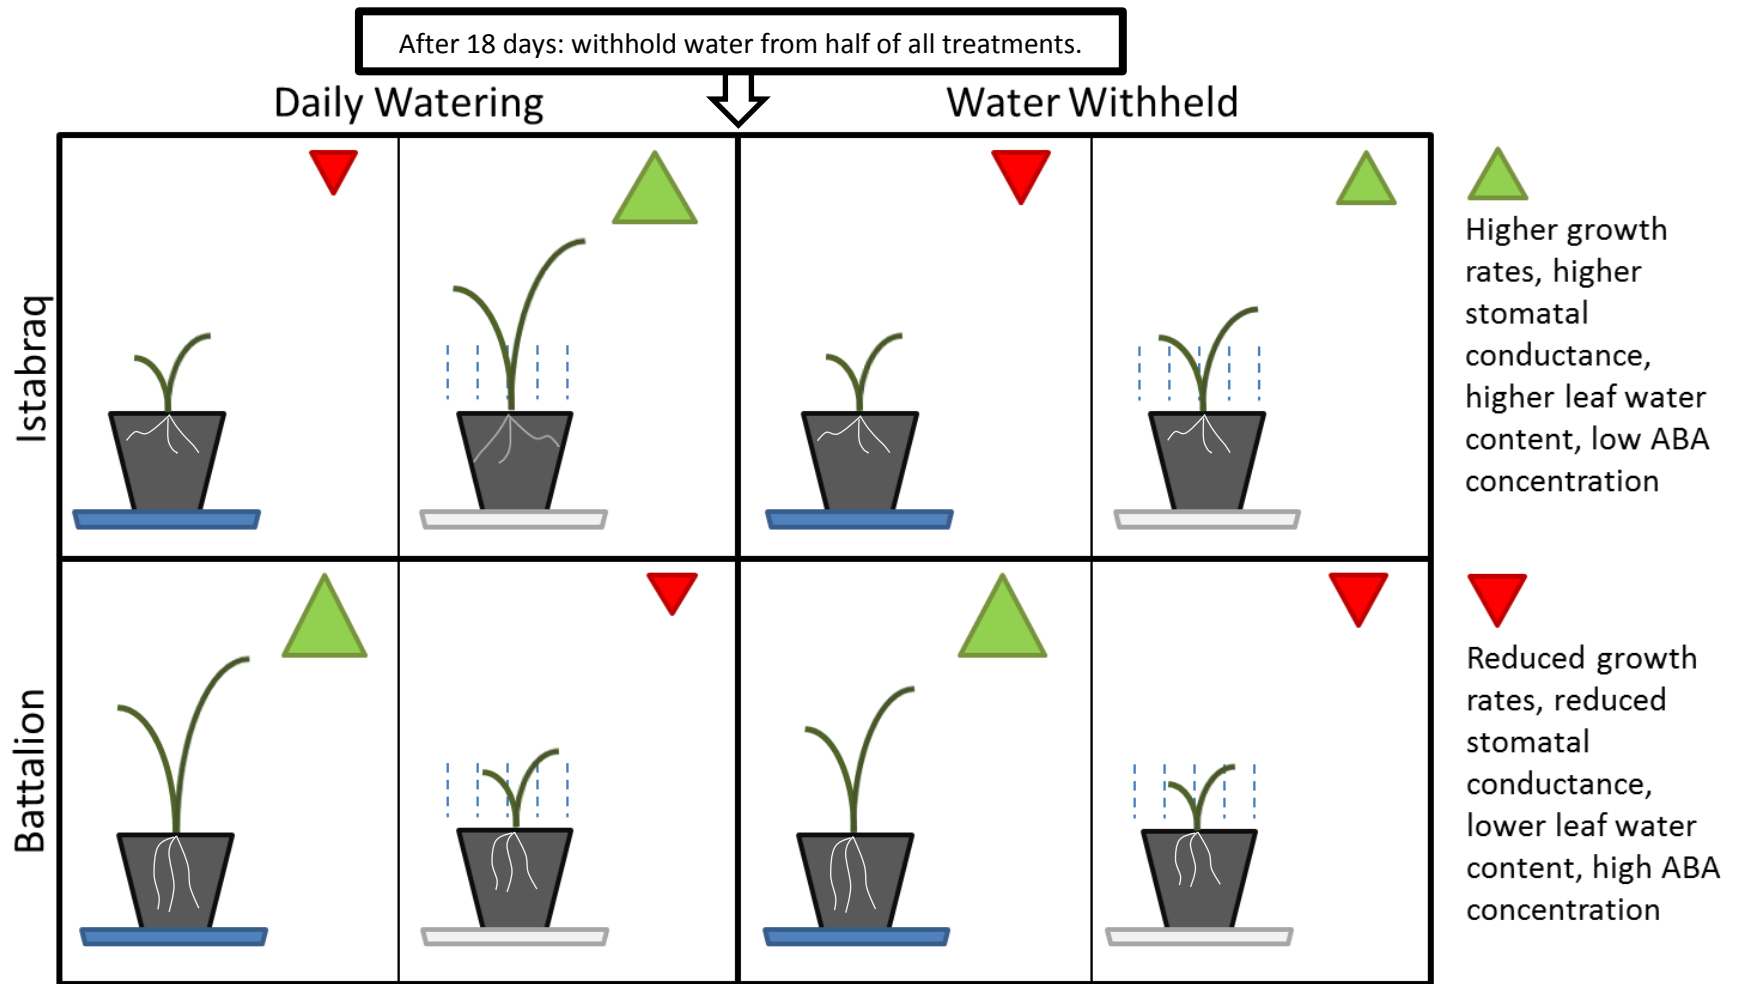 After 18 days: withhold water from half of all treatments.
Daily Watering
Water Withheld
Istabraq
Higher growth
rates, higher
stomatal
conductance,
higher leaf water
content, low ABA
concentration
Battalion
Reduced growth
rates, reduced
stomatal
conductance,
lower leaf water
content, high ABA
concentration